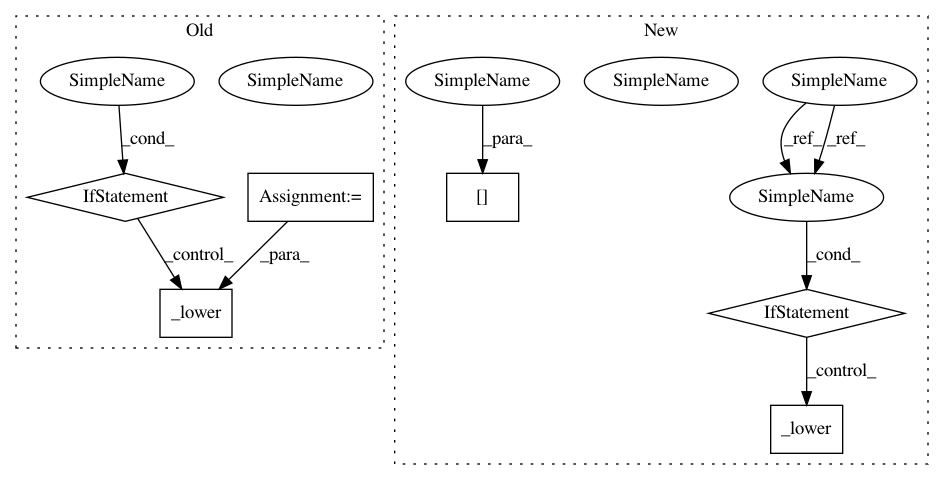 Old
New
SimpleName
SimpleName
SimpleName
SimpleName
SimpleName
_cond_
_para_
_ref_
_ref_
IfStatement
Assignment:=
[]
SimpleName
_control_
_para_
_cond_
_lower
IfStatement
_control_
_lower